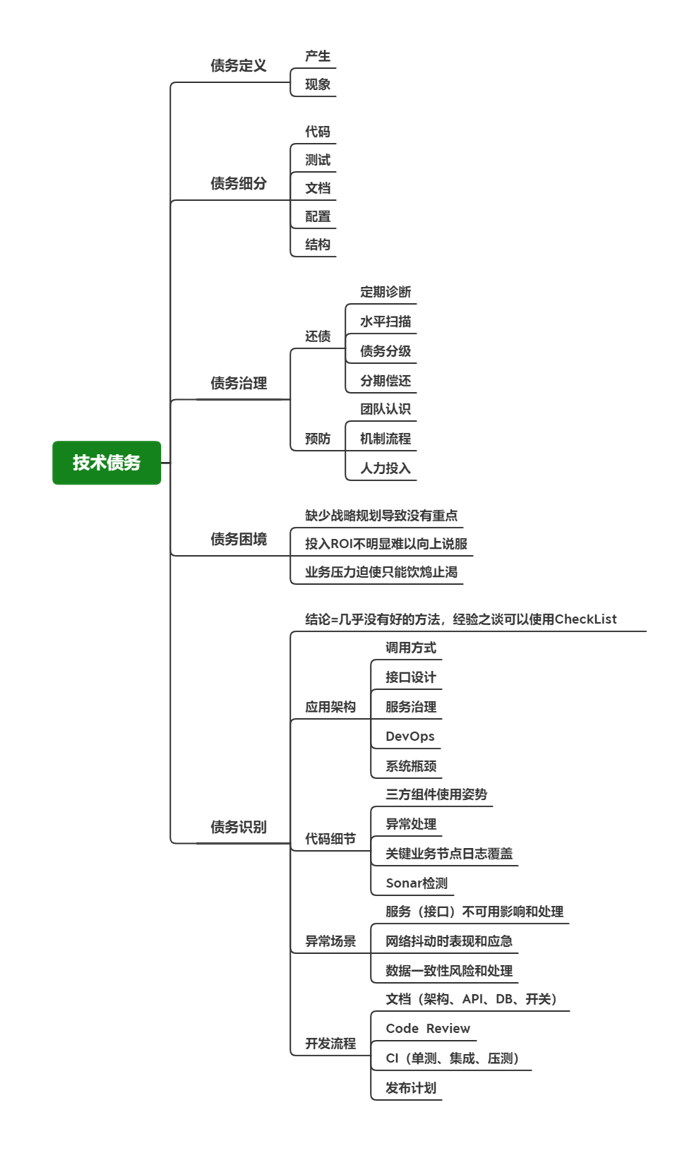 技术债务
债务定义
产生
现象
债务细分
代码
测试
文档
配置
结构
债务治理
还债
定期诊断
水平扫描
债务分级
分期偿还
预防
团队认识
机制流程
人力投入
债务困境
缺少战略规划导致没有重点
投入ROI不明显难以向上说服
业务压力迫使只能饮鸩止渴
债务识别
结论=几乎没有好的方法，经验之谈可以使用CheckList
应用架构
调用方式
接口设计
服务治理
DevOps
系统瓶颈
代码细节
三方组件使用姿势
异常处理
关键业务节点日志覆盖
Sonar检测
异常场景
服务（接口）不可用影响和处理
网络抖动时表现和应急
数据一致性风险和处理
开发流程
文档（架构、API、DB、开关）
Code Review
CI（单测、集成、压测）
发布计划